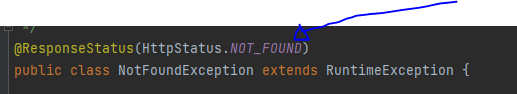 */
@ResponseStatus(HttpStatus.NOT_FOUND)
public class NotFoundException extends RuntimeException {